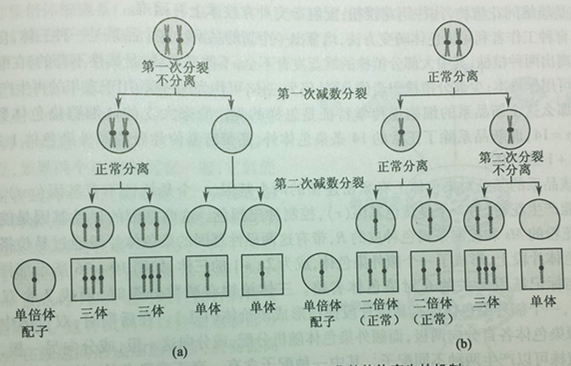 第一次分裂
不分离
正常分离
第一次减数分裂
正常分离
正常分离
第二次分裂
不分离
第二次减数分裂
单倍体
配子
三体
三体
单体
单体
单倍体
配子
二倍体
(正常)
二倍体
(正常)
三体
单体
(a)
(b)